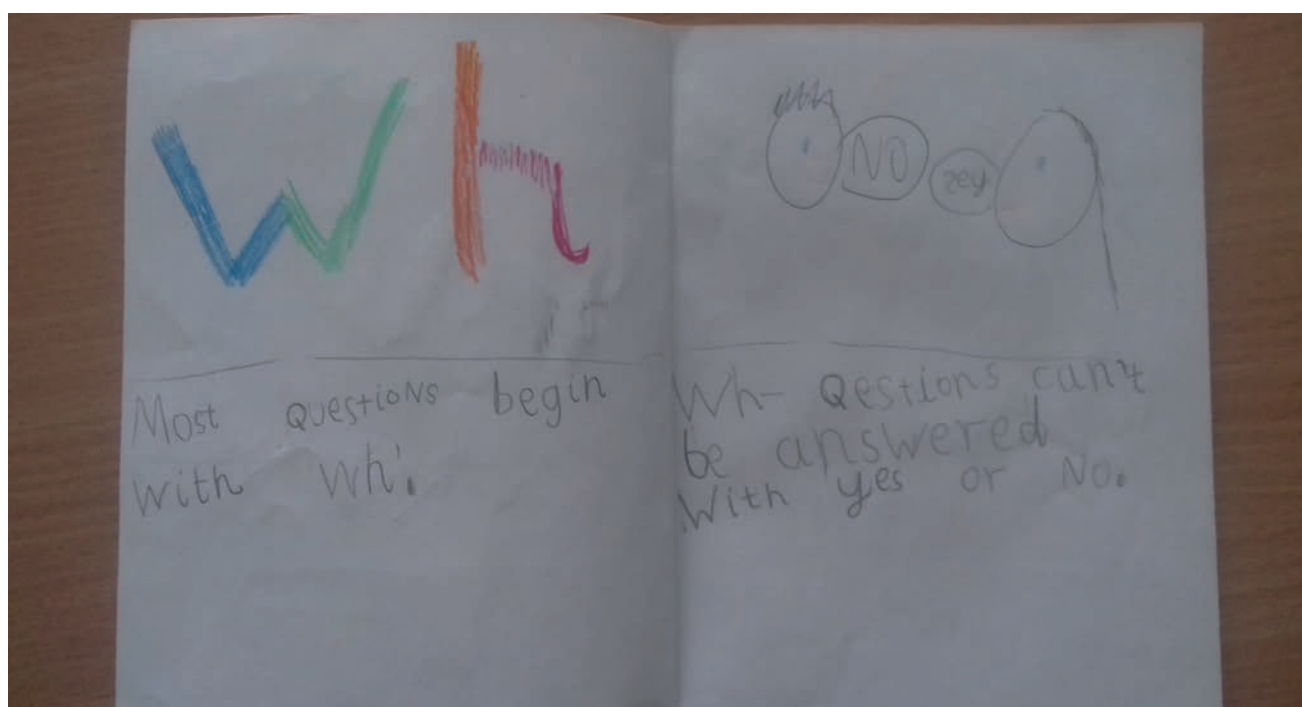 Wh
Most questions begin
with Wh'.
NO
yes
Wh- Qestions can't
be answered
With yes or No.